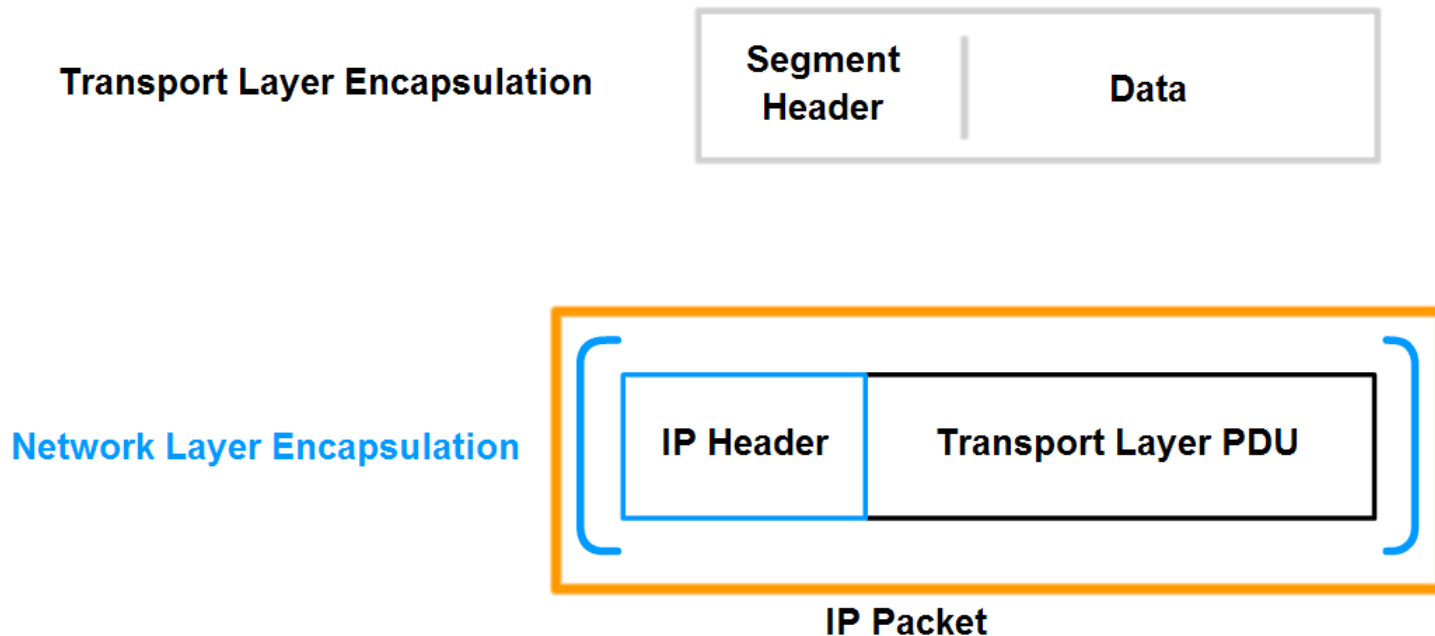 Transport Layer Encapsulation
Segment
Header
Data
Network Layer Encapsulation
IP Header
Transport Layer PDU
IP Packet